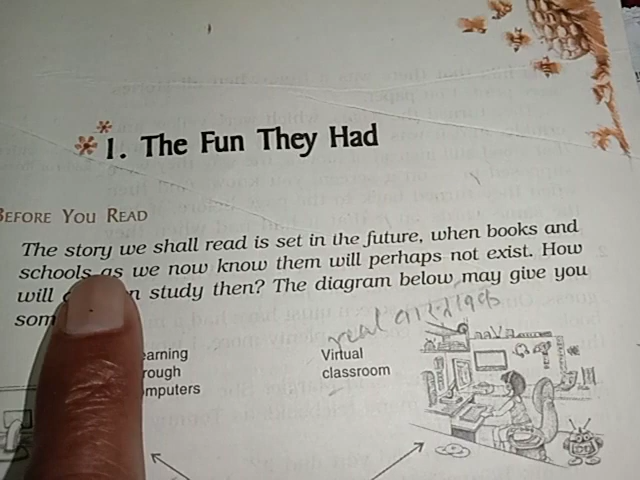 1. The Fun They Had
BEFORE YOU READ
The story we shall read is set in the future, when books and
schools as we now know them will perhaps not exist. How
will study then? The diagram below may give you
som
earning
rough
mputers
Virtual
classroom
real वास्तविक